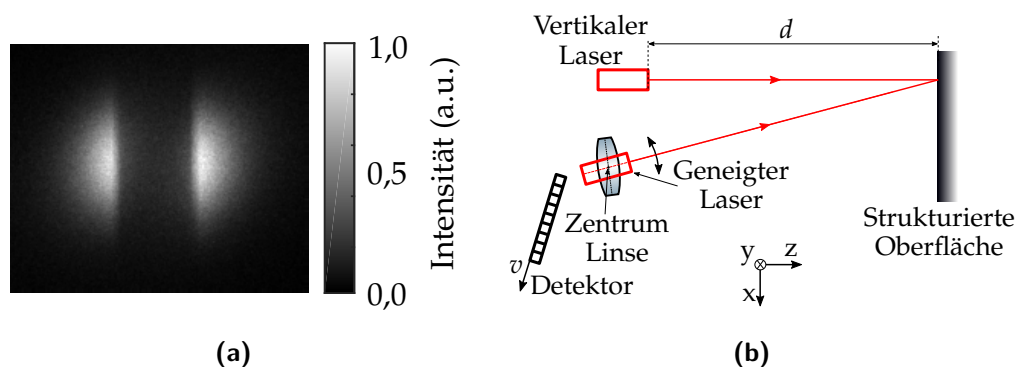 1,0
0,5
0,0
Intensität (a.u.)
(a)
Vertikaler
Laser
d
Geneigter
Laser
Zentrum
Linse
Strukturierte
Oberfläche
v
Detektor
y
z
x
(b)